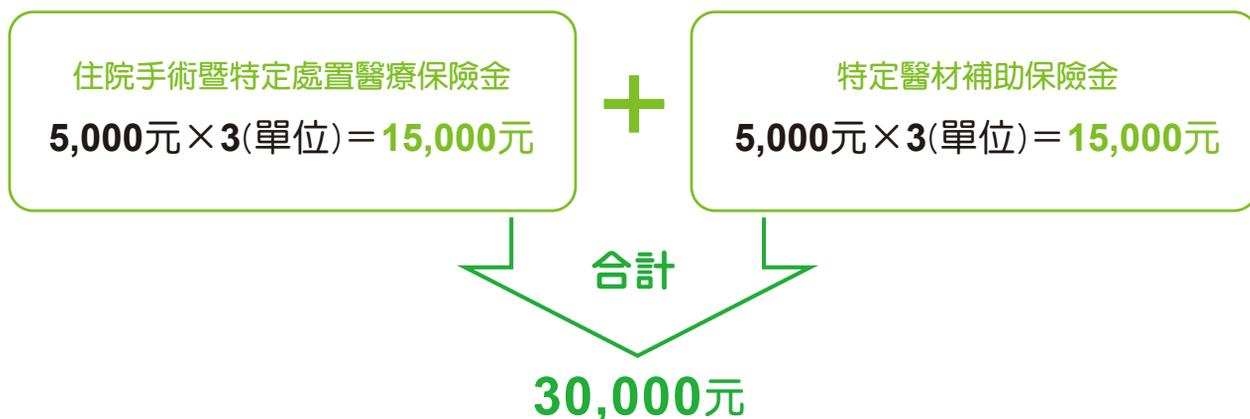 住院手術暨特定處置醫療保險金
5,000元×3(單位)=15,000元
+
特定醫材補助保險金
5,000元×3(單位)=15,000元
合計
30,000元